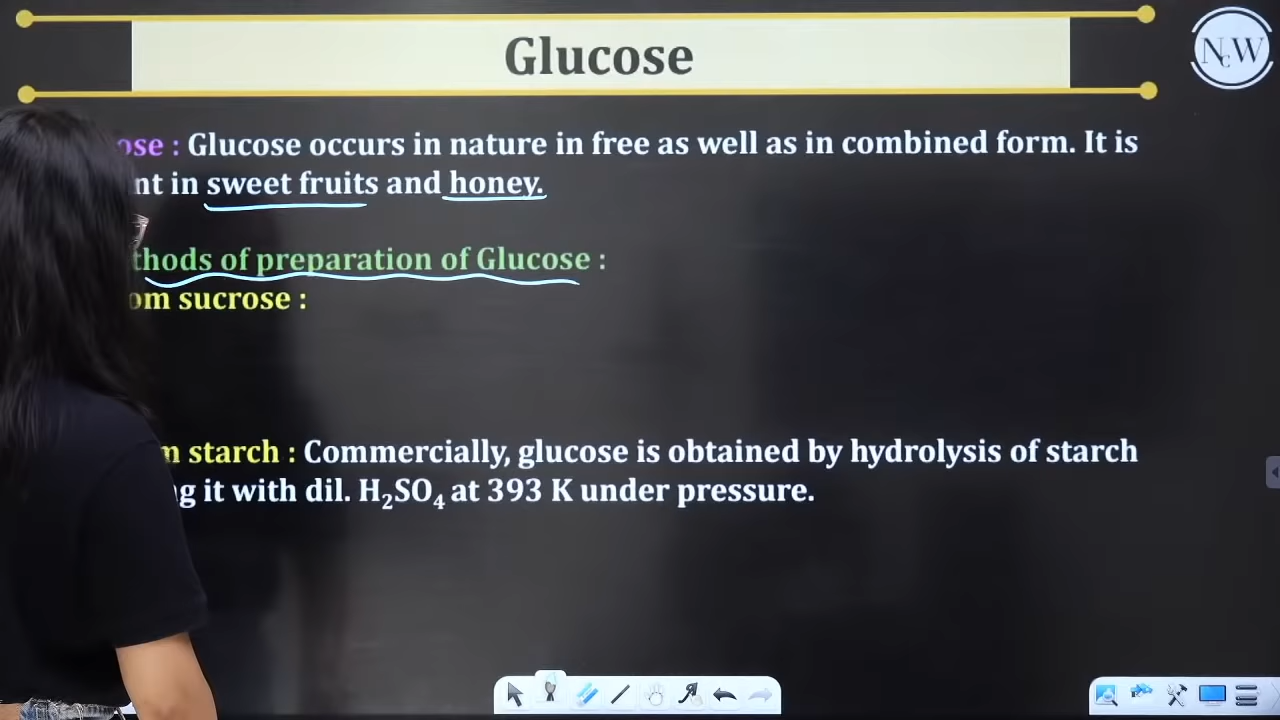 Glucose
NcW
ose : Glucose occurs in nature in free as well as in combined form. It is
nt in sweet fruits and honey.
thods of preparation of Glucose :
om sucrose :
m starch : Commercially, glucose is obtained by hydrolysis of starch
g it with dil. H₂SO₄ at 393 K under pressure.